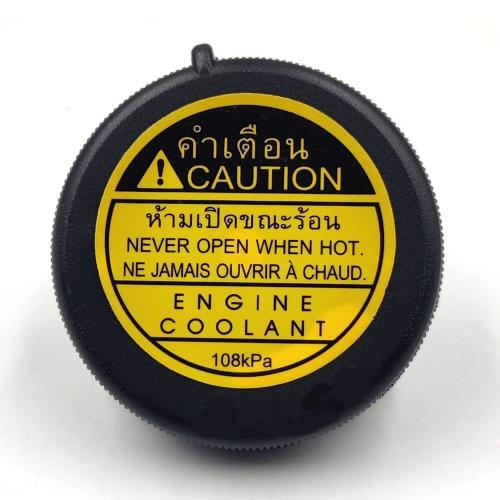 คำเตือน
CAUTION
ห้ามเปิดขณะร้อน
NEVER OPEN WHEN HOT.
NE JAMAIS OUVRIR À CHAUD.
ENGINE
COOLANT
108kPa